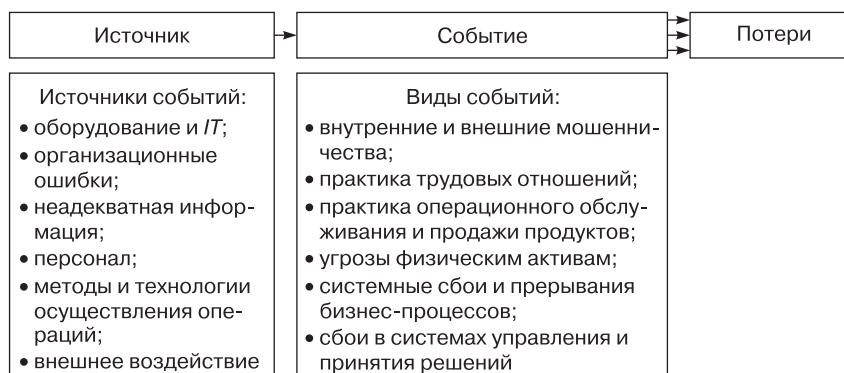 Источник
Событие
Потери
Источники событий:
• оборудование и IT;
• организационные
ошибки;
• неадекватная инфор-
мация;
• персонал;
• методы и технологии
осуществления опе-
раций;
• внешнее воздействие
Виды событий:
• внутренние и внешние мошенни-
чества;
• практика трудовых отношений;
• практика операционного обслу-
живания и продажи продуктов;
• угрозы физическим активам;
• системные сбои и прерывания
бизнес-процессов;
• сбои в системах управления и
принятия решений